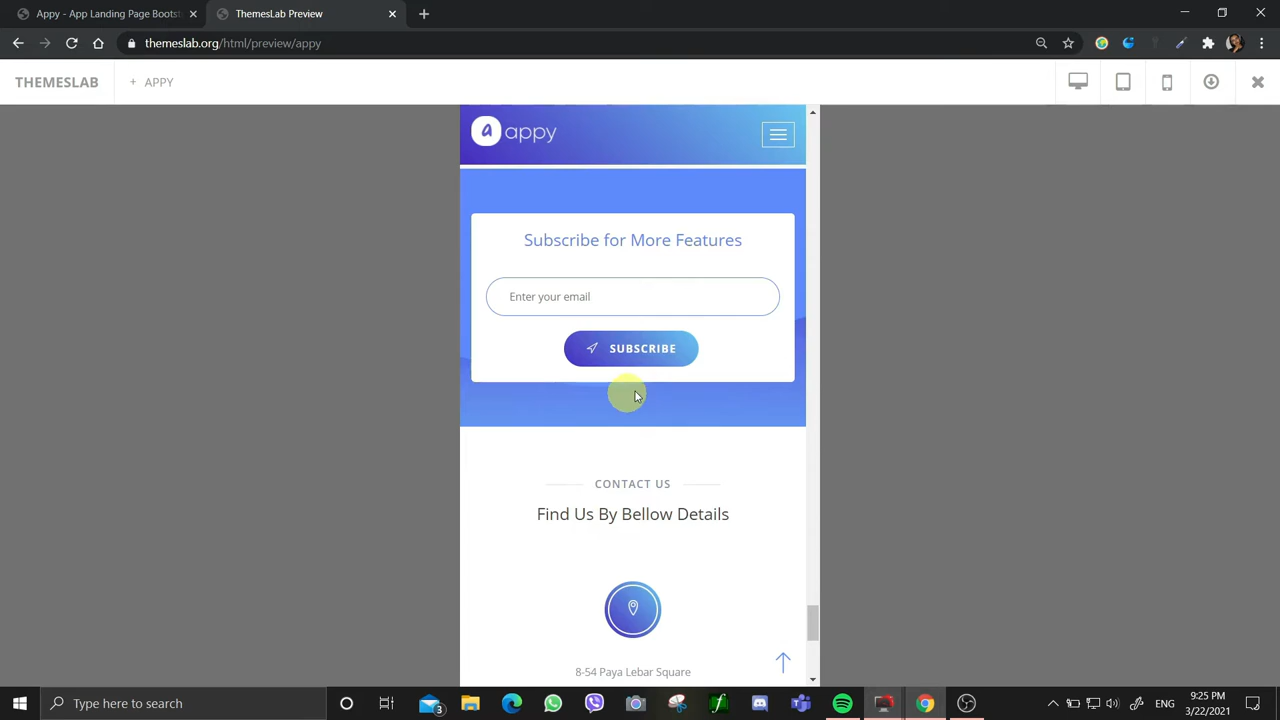 Appy - App Landing Page Bootst
ThemesLab Preview
themeslab.org/html/preview/appy
THEMESLAB
+ APPY
a appy
Subscribe for More Features
Enter your email
SUBSCRIBE
CONTACT US
Find Us By Bellow Details
8-54 Paya Lebar Square
Type here to search
3
ENG
9:25 PM
3/22/2021